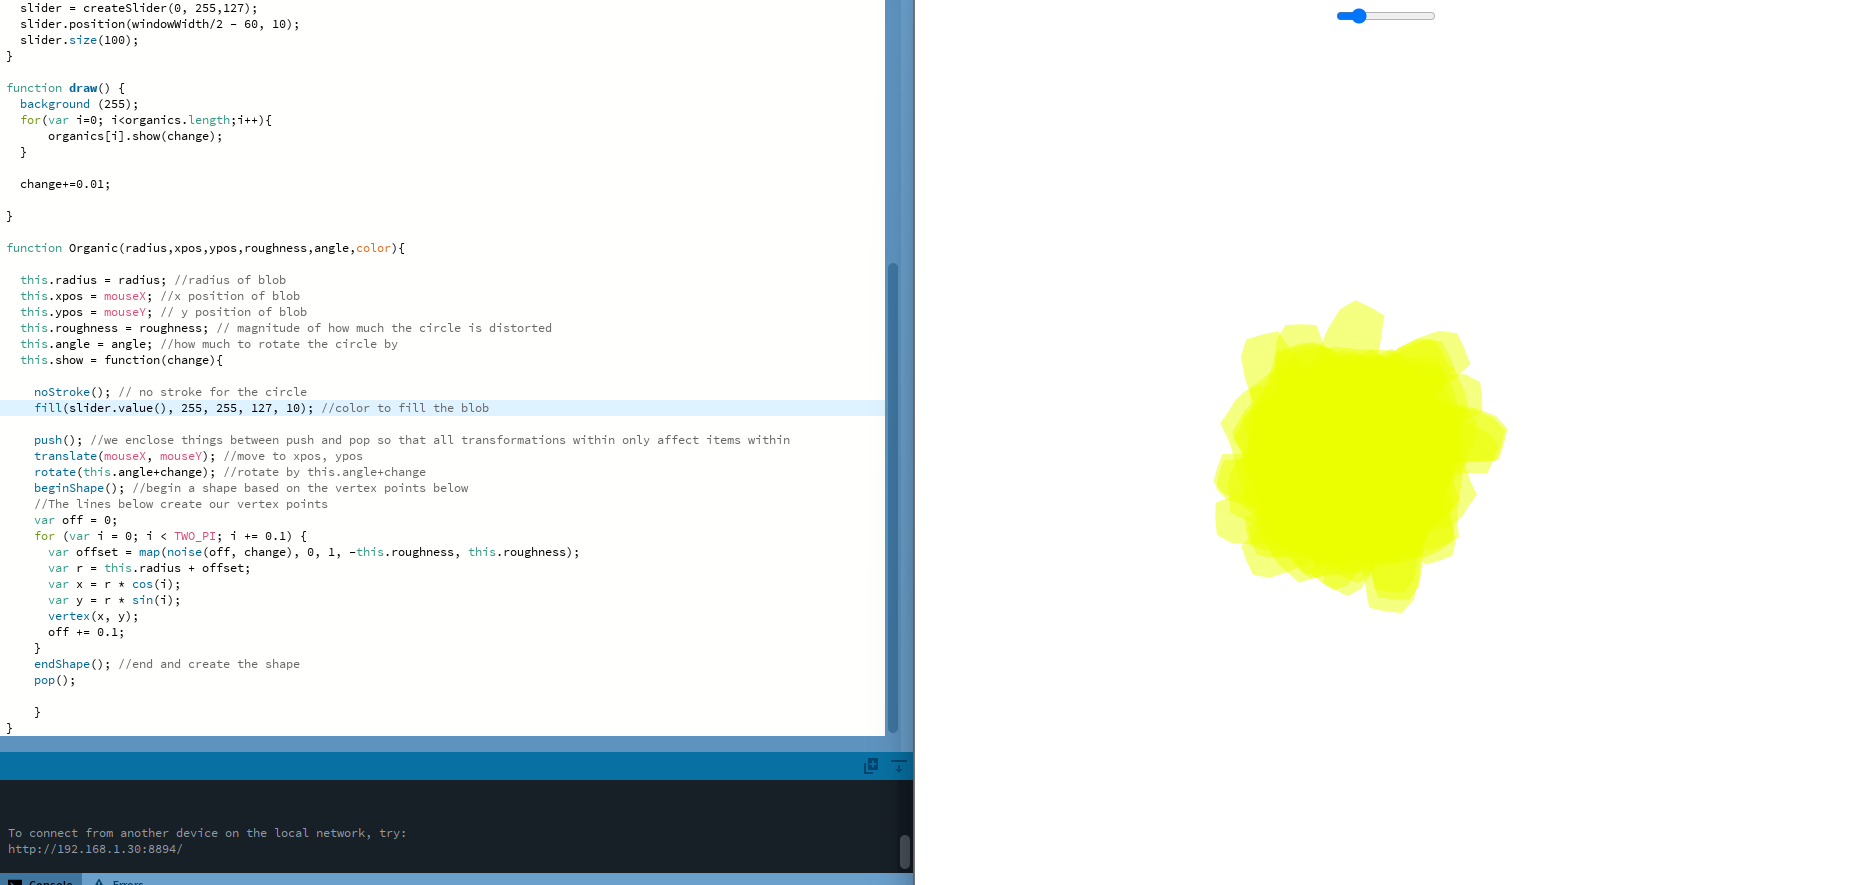 slider = createSlider(0, 255,127);
slider.position(windowWidth/2 - 60, 10);
slider.size(100);
}
function draw() {
background (255);
for(var i=0; i<organics.length;i++){
organics[i].show(change);
}
change+=0.01;
}
function Organic(radius,xpos,ypos,roughness,angle,color){
this.radius = radius; //radius of blob
this.xpos = mouseX; //x position of blob
this.ypos = mouseY; // y position of blob
this.roughness = roughness; // magnitude of how much the circle is distorted
this.angle = angle; //how much to rotate the circle by
this.show = function(change){
noStroke(); // no stroke for the circle
fill(slider.value(), 255, 255, 127, 10); //color to fill the blob
push(); //we enclose things between push and pop so that all transformations within only affect items within
translate(mouseX, mouseY); //move to xpos, ypos
rotate(this.angle+change); //rotate by this.angle+change
beginShape(); //begin a shape based on the vertex points below
//The lines below create our vertex points
var off = 0;
for (var i = 0; i < TWO_PI; i += 0.1) {
var offset = map(noise(off, change), 0, 1, -this.roughness, this.roughness);
var r = this.radius + offset;
var x = r * cos(i);
var y = r * sin(i);
vertex(x, y);
off += 0.1;
}
endShape(); //end and create the shape
pop();
}
}
To connect from another device on the local network, try:
http://192.168.1.30:8894/
Console Errors